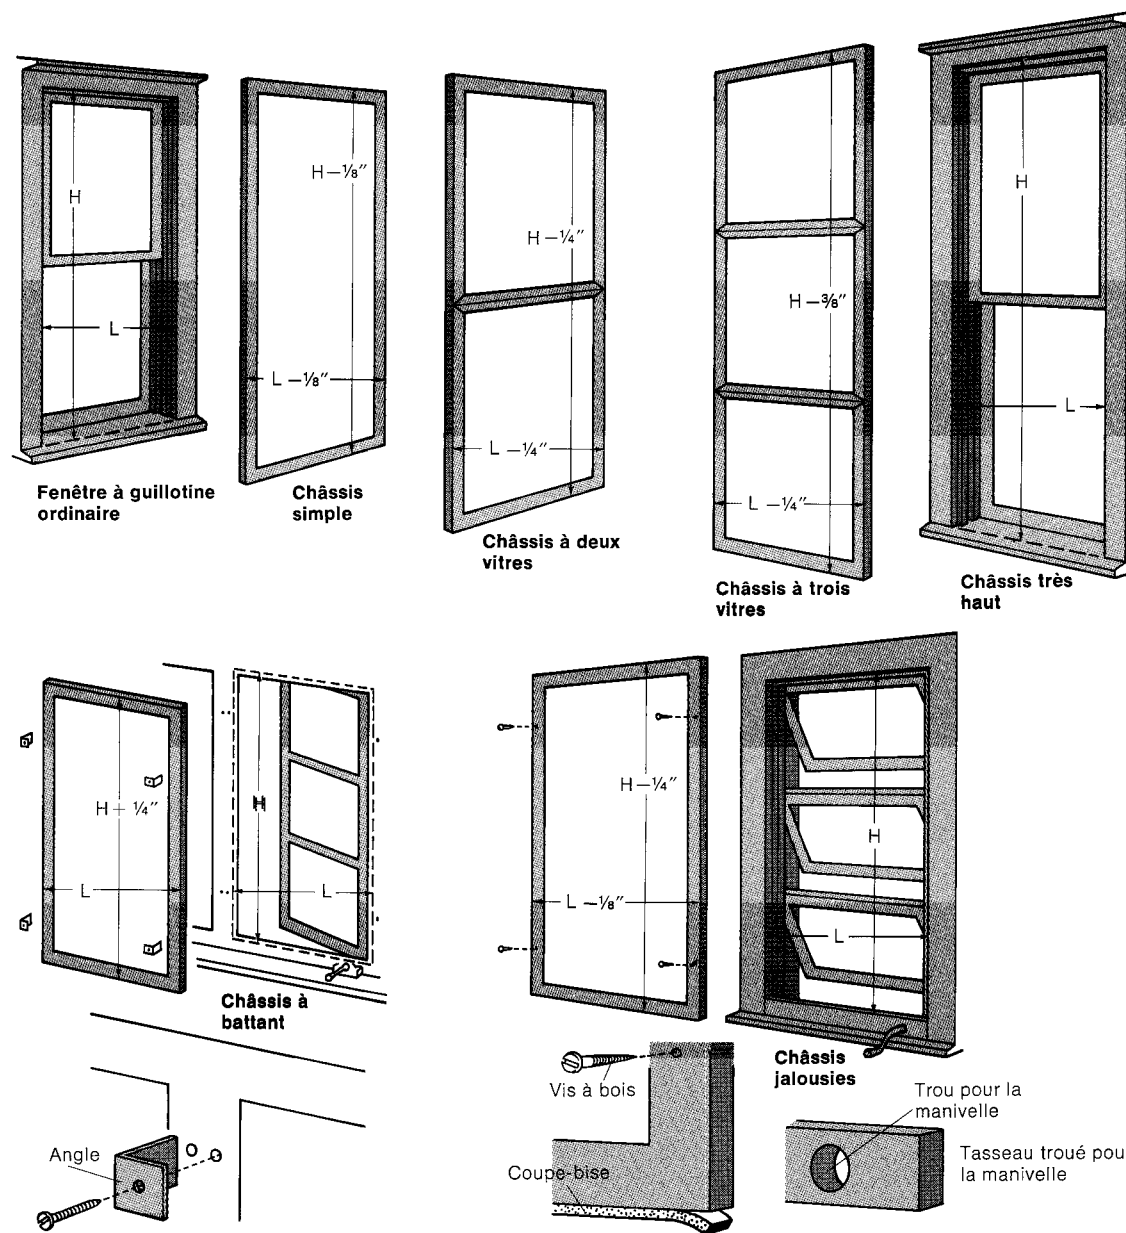 H
L
Fenêtre à guillotine
ordinaire
H – 1/8"
L – 1/8"
Châssis
simple
H – 1/4"
L – 1/4"
Châssis à deux
vitres
H – 3/8"
L – 1/4"
Châssis à trois
vitres
H
L
Châssis très
haut
H + 1/4"
L
H
L
Châssis à
battant
H – 1/4"
L – 1/8"
H
L
Châssis
jalousies
Angle
Vis à bois
Coupe-bise
Trou pour la
manivelle
Tasseau troué pou
la manivelle